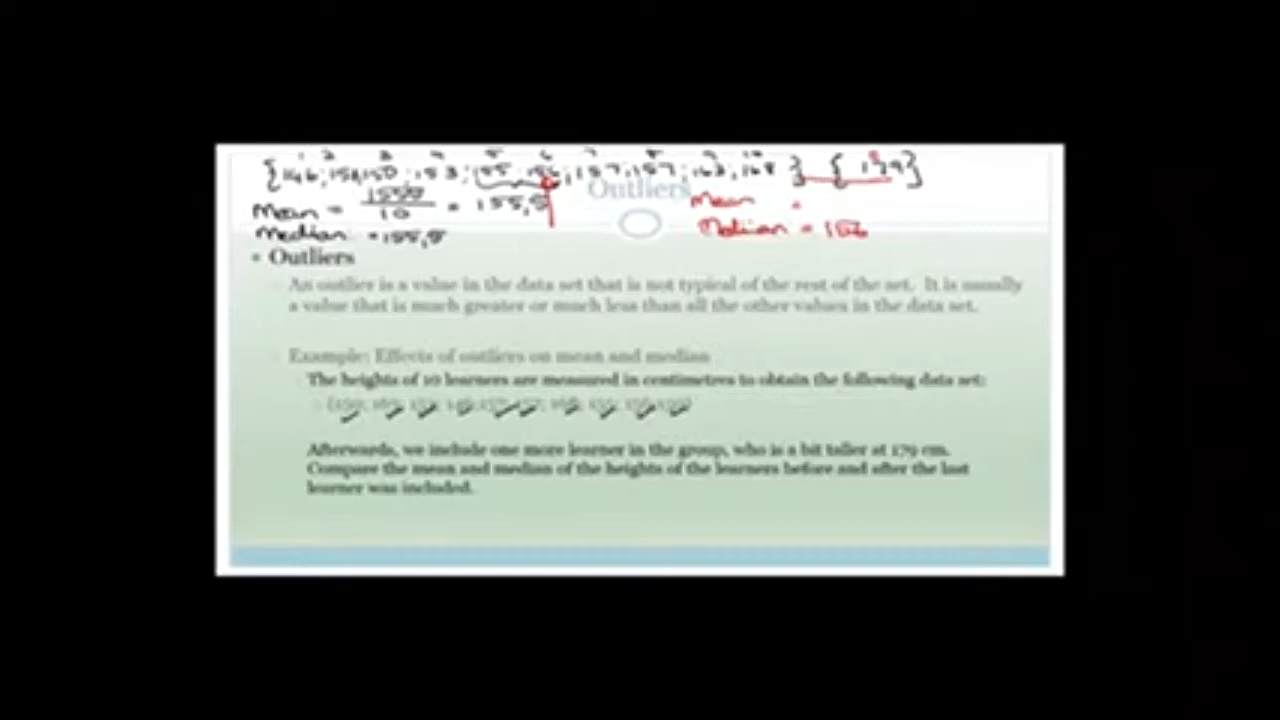 {146; 150; 150; 153; 155; 156; 157; 157; 163; 168 } { 179}
Outliers
Mean = 10 = 155,8
Mean
Median = 155,5
Median = 156
• Outliers
An outlier is a value in the data set that is not typical of the rest of the set. It is usually
a value that is much greater or much less than all the other values in the data set.
Example: Effects of outliers on mean and median
The heights of 10 learners are measured in centimetres to obtain the following data set:
Afterwards, we include one more learner in the group, who is a bit taller at 179 cm.
Compare the mean and median of the heights of the learners before and after the last
learner was included.